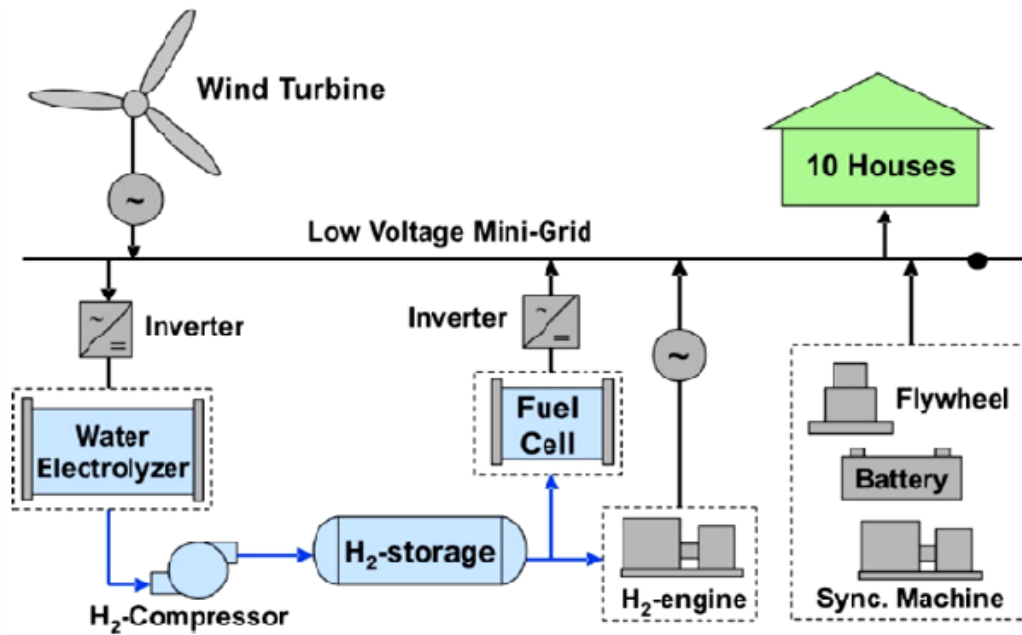 Wind Turbine
~
10 Houses
Low Voltage Mini-Grid
~
=
Inverter
Inverter
~
=
~
Water
Electrolyzer
Fuel
Cell
Flywheel
Battery
H₂-storage
H₂-Compressor
H₂-engine
Sync. Machine